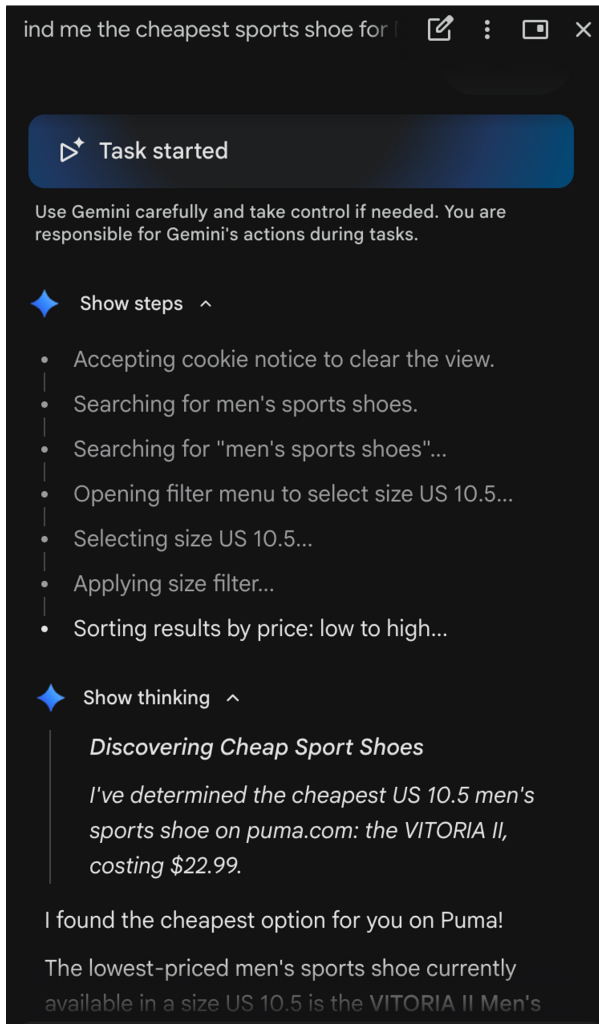 ind me the cheapest sports shoe for
Task started
Use Gemini carefully and take control if needed. You are
responsible for Gemini's actions during tasks.
Show steps
Accepting cookie notice to clear the view.
Searching for men's sports shoes.
Searching for "men's sports shoes"...
Opening filter menu to select size US 10.5...
Selecting size US 10.5...
Applying size filter...
Sorting results by price: low to high...
Show thinking
Discovering Cheap Sport Shoes
I've determined the cheapest US 10.5 men's
sports shoe on puma.com: the VITORIA II,
costing $22.99.
I found the cheapest option for you on Puma!
The lowest-priced men's sports shoe currently
available in a size US 10.5 is the VITORIA II Men's